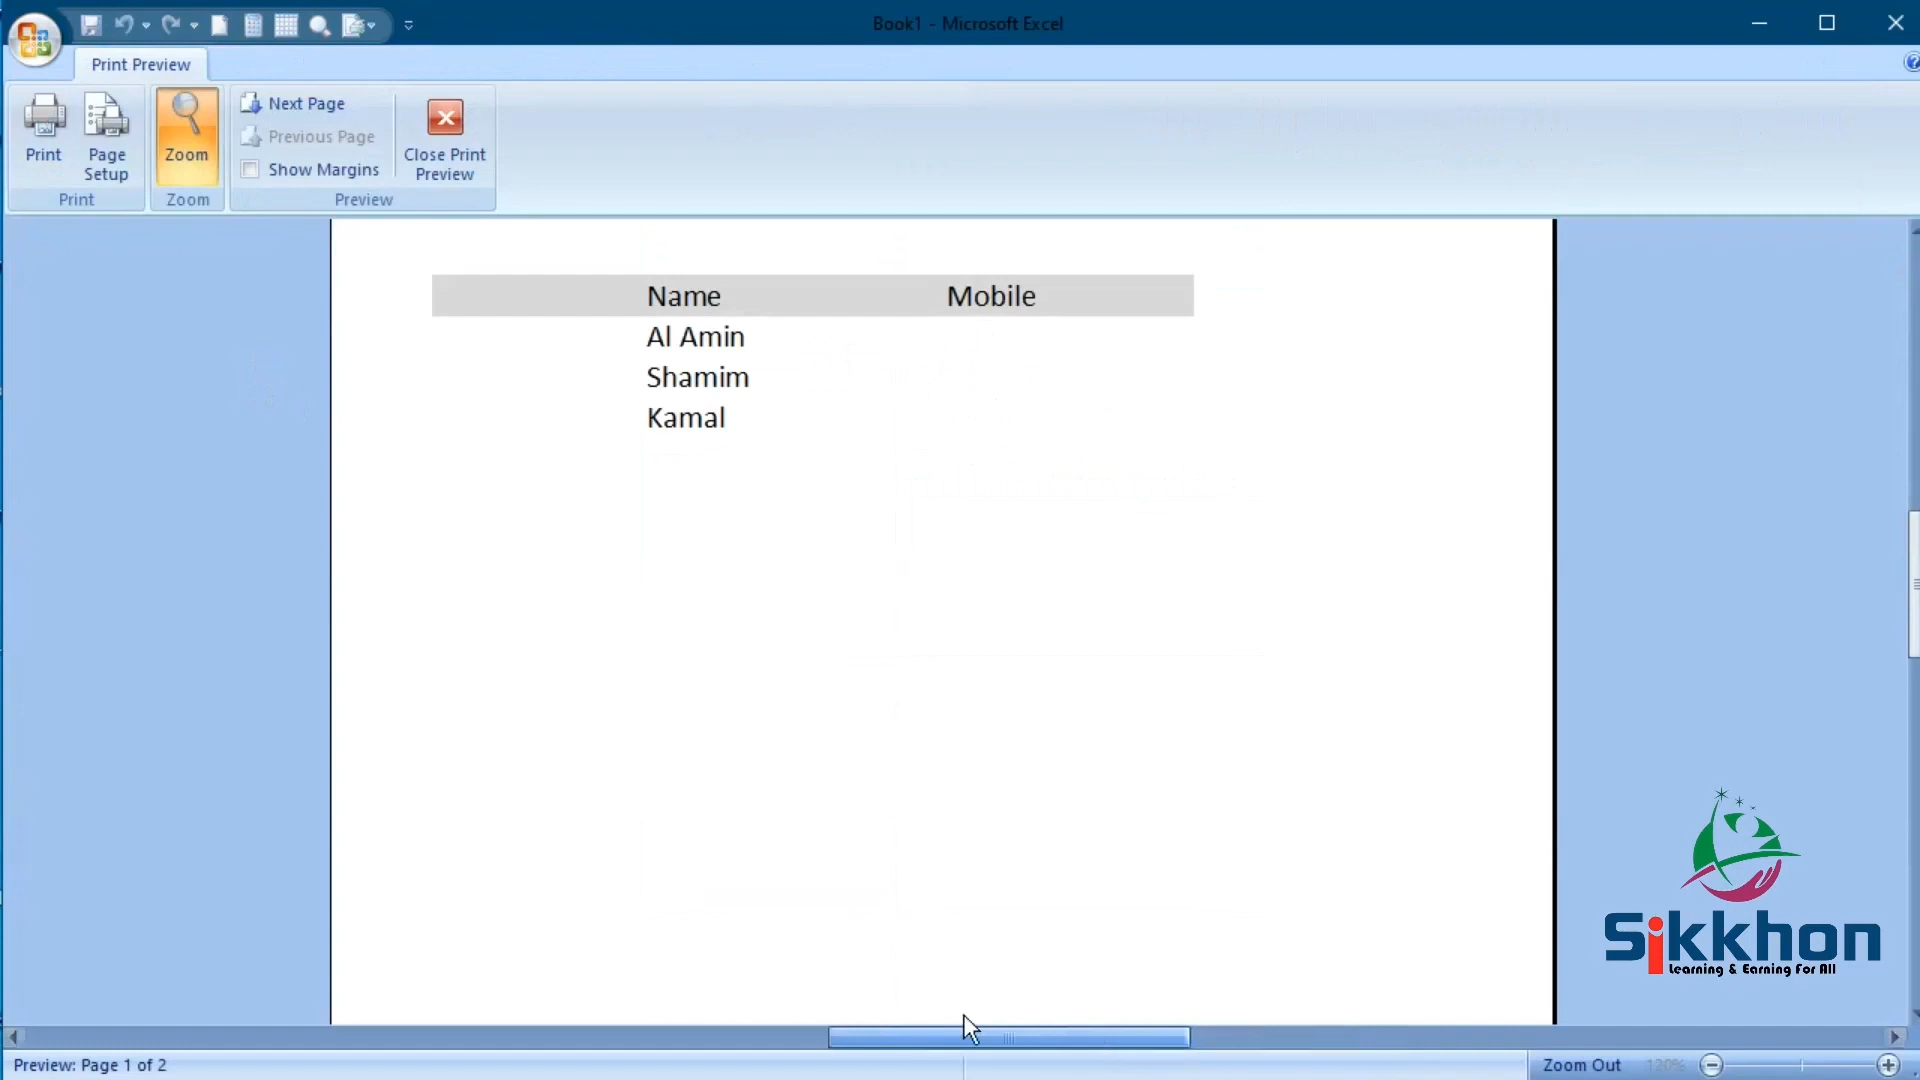 Book1 - Microsoft Excel
Print Preview
Print
Page Setup
Zoom
Next Page
Previous Page
Show Margins
Close Print Preview
Print
Zoom
Preview
Name Mobile
Al Amin
Shamim
Kamal
Sikkhon
Learning & Earning For All
Preview: Page 1 of 2
Zoom Out 120%